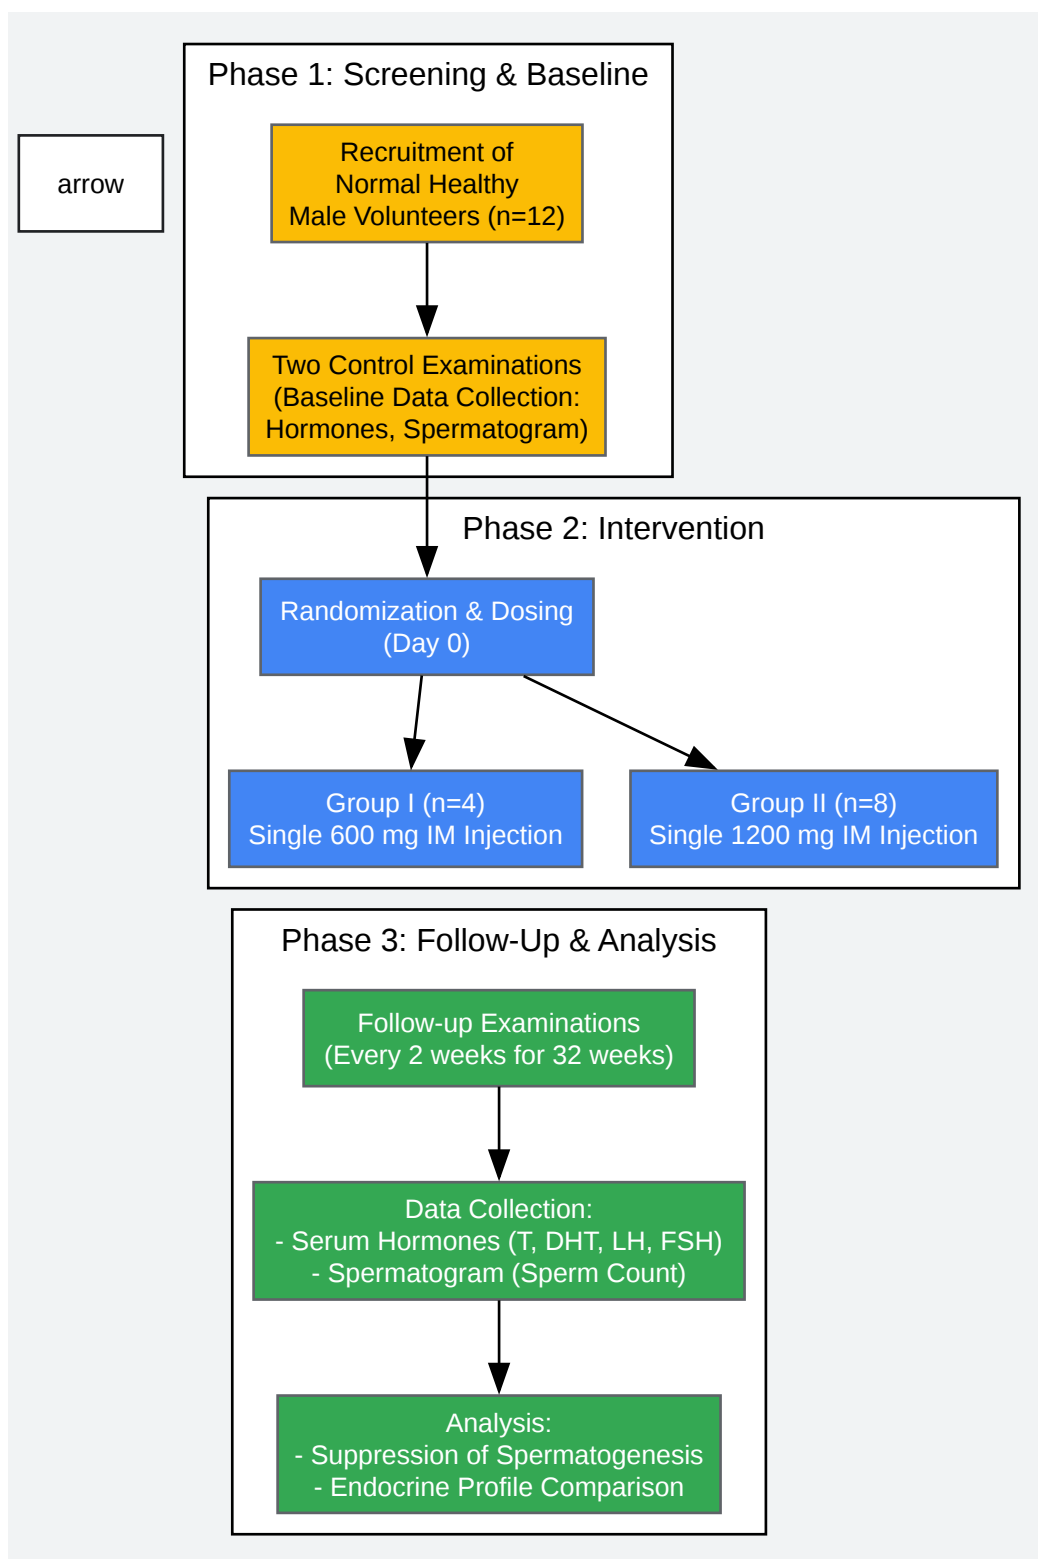 Phase 1: Screening & Baseline
arrow
Recruitment of
Normal Healthy
Male Volunteers (n=12)
Two Control Examinations
(Baseline Data Collection:
Hormones, Spermatogram)
Phase 2: Intervention
Randomization & Dosing
(Day 0)
Group I (n=4)
Single 600 mg IM Injection
Group II (n=8)
Single 1200 mg IM Injection
Phase 3: Follow-Up & Analysis
Follow-up Examinations
(Every 2 weeks for 32 weeks)
Data Collection:
- Serum Hormones (T, DHT, LH, FSH)
- Spermatogram (Sperm Count)
Analysis:
- Suppression of Spermatogenesis
- Endocrine Profile Comparison